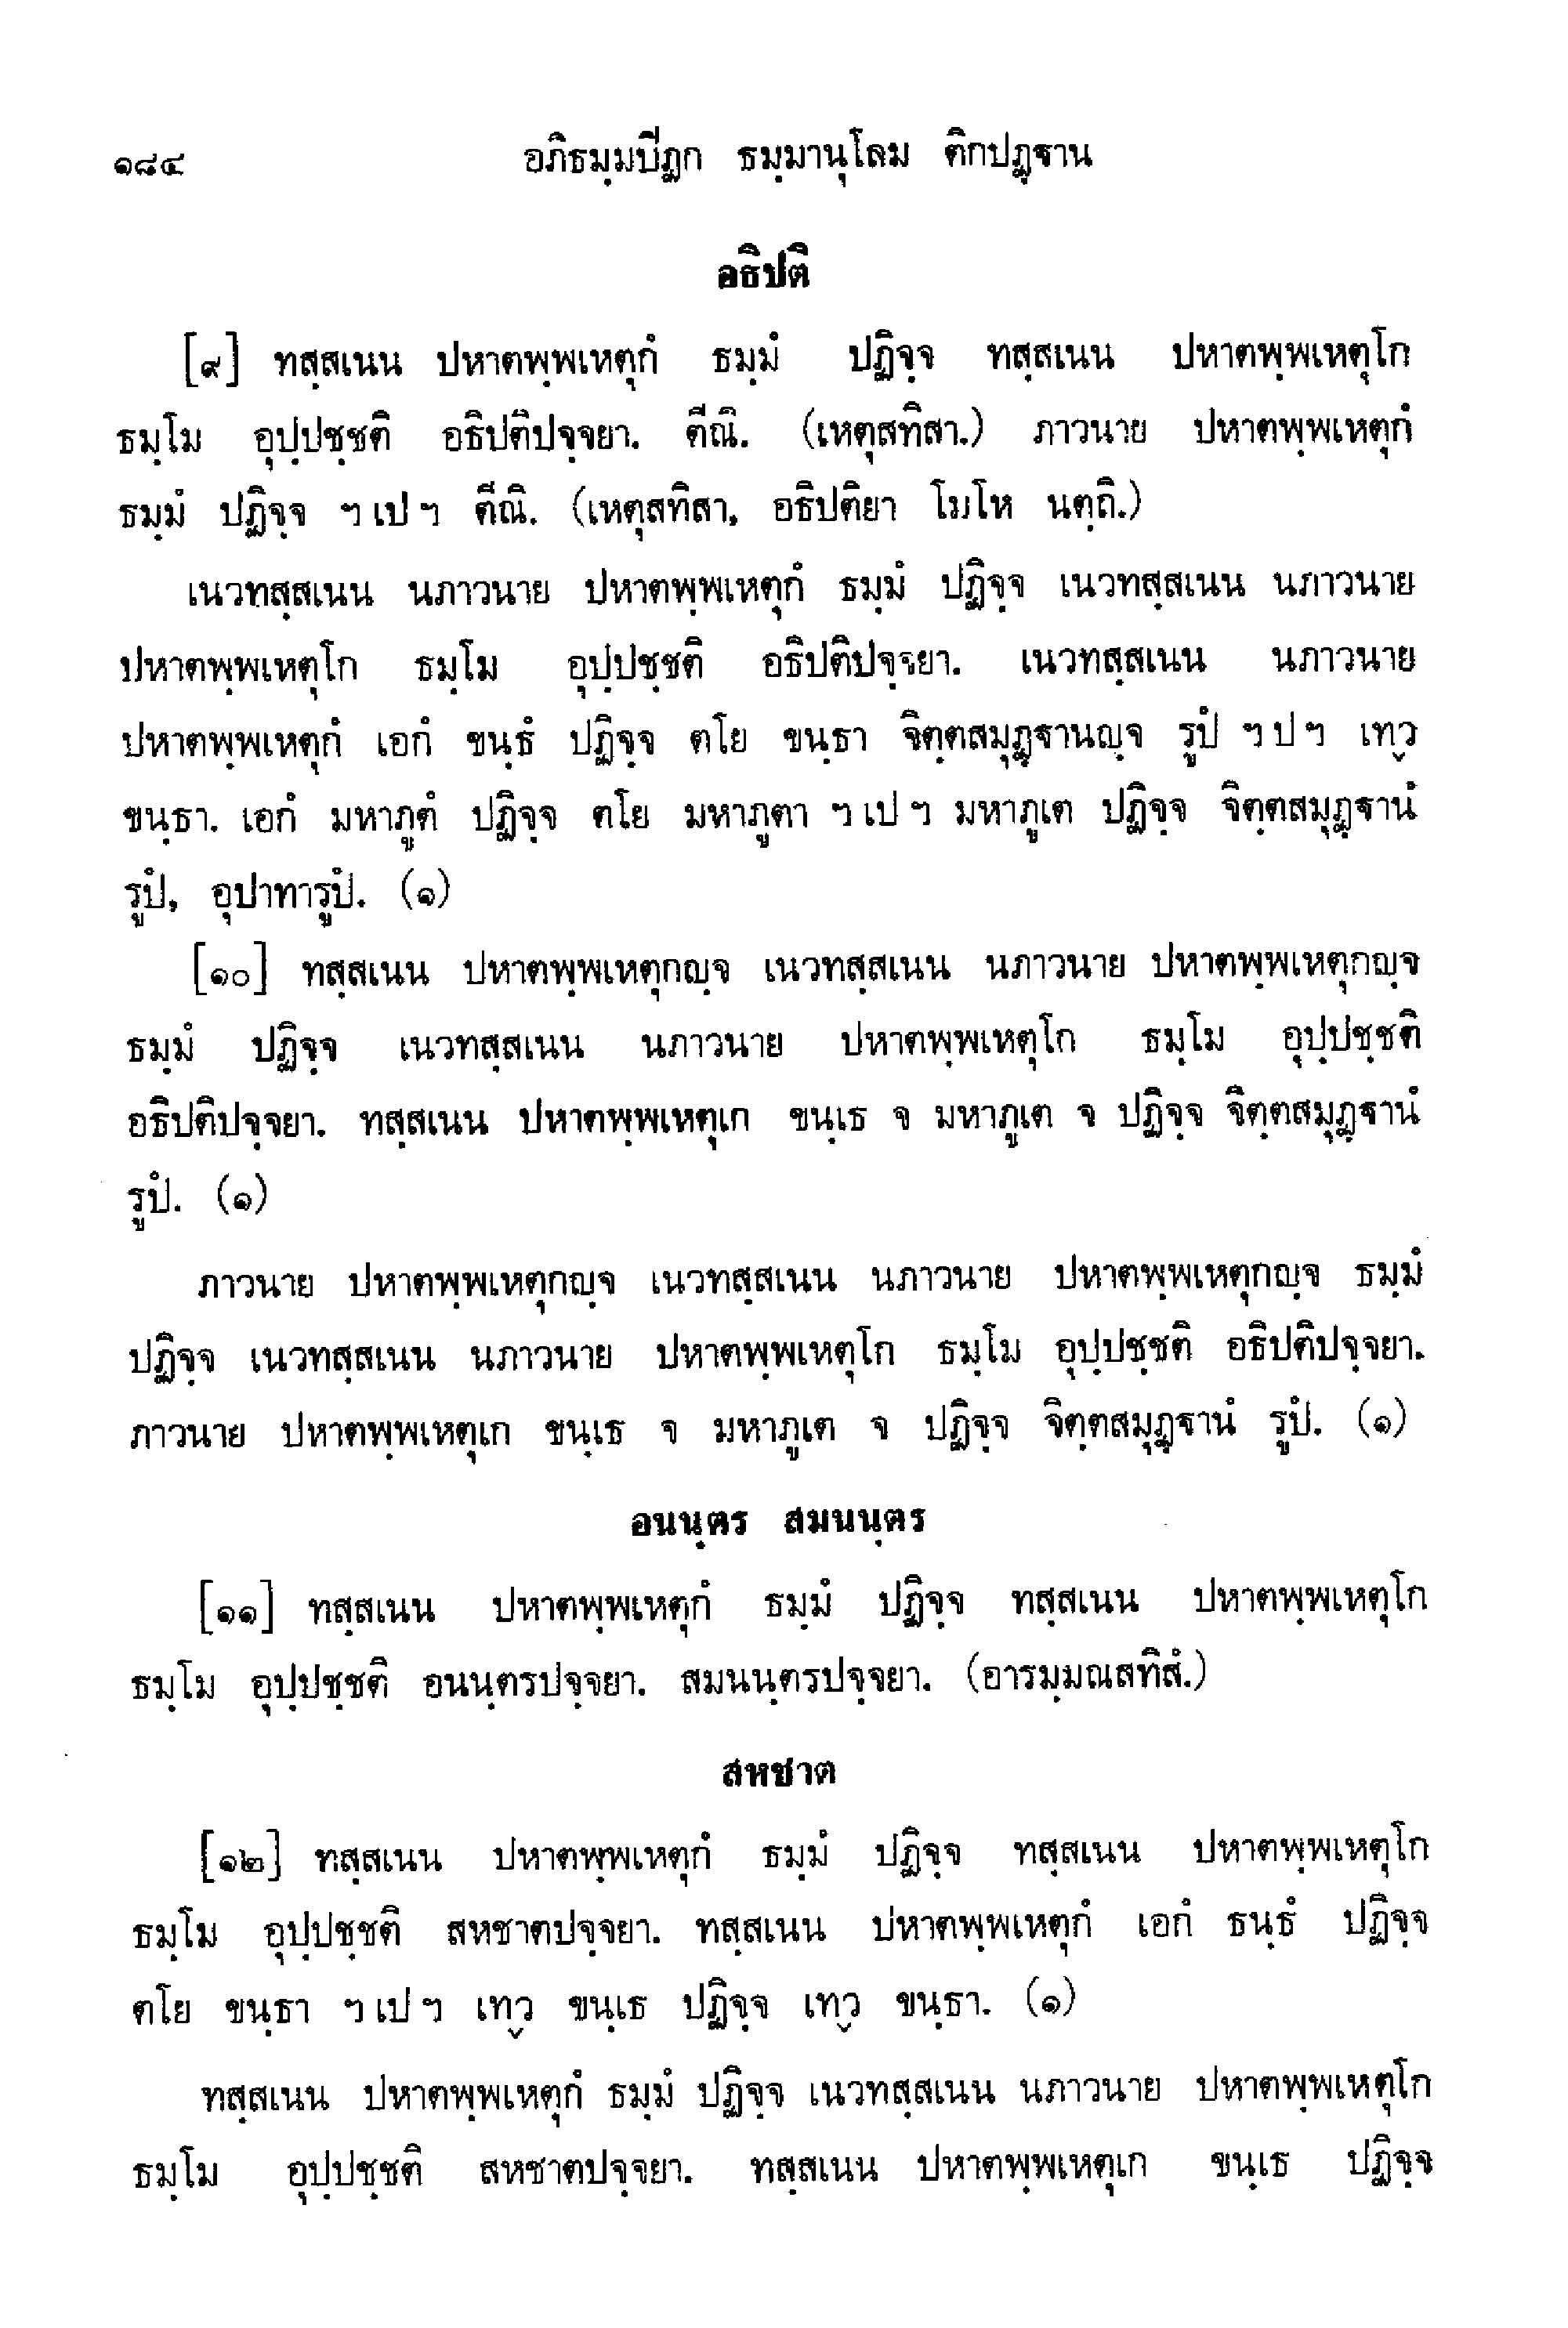 ๑๘๔ อภิธมฺมปีฏก ธมฺมานุโลม ติกปฏฺฐาน
อธิปติ
[๙] ทสฺสเนน ปหาตพฺพเหตุกํ ธมฺมํ ปฏิจฺจ ทสฺสเนน ปหาตพฺพเหตุโก
ธมฺโม อุปฺปชฺชติ อธิปติปจฺจยา. ตีณิ. (เหตุสทิสา.) ภาวนาย ปหาตพฺพเหตุกํ
ธมฺมํ ปฏิจฺจ ฯ เป ฯ ตีณิ. (เหตุสทิสา, อธิปติยา โมโห นตฺถิ.)
เนวทสฺสเนน นภาวนาย ปหาตพฺพเหตุกํ ธมฺมํ ปฏิจฺจ เนวทสฺสเนน นภาวนาย
ปหาตพฺพเหตุโก ธมฺโม อุปฺปชฺชติ อธิปติปจฺจยา. เนวทสฺสเนน นภาวนาย
ปหาตพฺพเหตุกํ เอกํ ขนฺธํ ปฏิจฺจ ตโย ขนฺธา จิตฺตสมุฏฺฐานญฺจ รูปํ ฯ ป ฯ เทฺว
ขนฺธา. เอกํ มหาภูตํ ปฏิจฺจ ตโย มหาภูตา ฯ เป ฯ มหาภูเต ปฏิจฺจ จิตฺตสมุฏฺฐานํ
รูปํ, อุปาทารูปํ. (๑)
[๑๐] ทสฺสเนน ปหาตพฺพเหตุกญฺจ เนวทสฺสเนน นภาวนาย ปหาตพฺพเหตุกญฺจ
ธมฺมํ ปฏิจฺจ เนวทสฺสเนน นภาวนาย ปหาตพฺพเหตุโก ธมฺโม อุปฺปชฺชติ
อธิปติปจฺจยา. ทสฺสเนน ปหาตพฺพเหตุเก ขนฺเธ จ มหาภูเต จ ปฏิจฺจ จิตฺตสมุฏฺฐานํ
รูปํ. (๑)
ภาวนาย ปหาตพฺพเหตุกญฺจ เนวทสฺสเนน นภาวนาย ปหาตพฺพเหตุกญฺจ ธมฺมํ
ปฏิจฺจ เนวทสฺสเนน นภาวนาย ปหาตพฺพเหตุโก ธมฺโม อุปฺปชฺชติ อธิปติปจฺจยา.
ภาวนาย ปหาตพฺพเหตุเก ขนฺเธ จ มหาภูเต จ ปฏิจฺจ จิตฺตสมุฏฺฐานํ รูปํ. (๑)
อนนฺตร สมนนฺตร
[๑๑] ทสฺสเนน ปหาตพฺพเหตุกํ ธมฺมํ ปฏิจฺจ ทสฺสเนน ปหาตพฺพเหตุโก
ธมฺโม อุปฺปชฺชติ อนนฺตรปจฺจยา. สมนนฺตรปจฺจยา. (อารมฺมณสทิสํ.)
สหชาต
[๑๒] ทสฺสเนน ปหาตพฺพเหตุกํ ธมฺมํ ปฏิจฺจ ทสฺสเนน ปหาตพฺพเหตุโก
ธมฺโม อุปฺปชฺชติ สหชาตปจฺจยา. ทสฺสเนน ปหาตพฺพเหตุกํ เอกํ ธนฺธํ ปฏิจฺจ
ตโย ขนฺธา ฯ เป ฯ เทฺว ขนฺเธ ปฏิจฺจ เทฺว ขนฺธา. (๑)
ทสฺสเนน ปหาตพฺพเหตุกํ ธมฺมํ ปฏิจฺจ เนวทสฺสเนน นภาวนาย ปหาตพฺพเหตุโก
ธมฺโม อุปฺปชฺชติ สหชาตปจฺจยา. ทสฺสเนน ปหาตพฺพเหตุเก ขนฺเธ ปฏิจฺจ